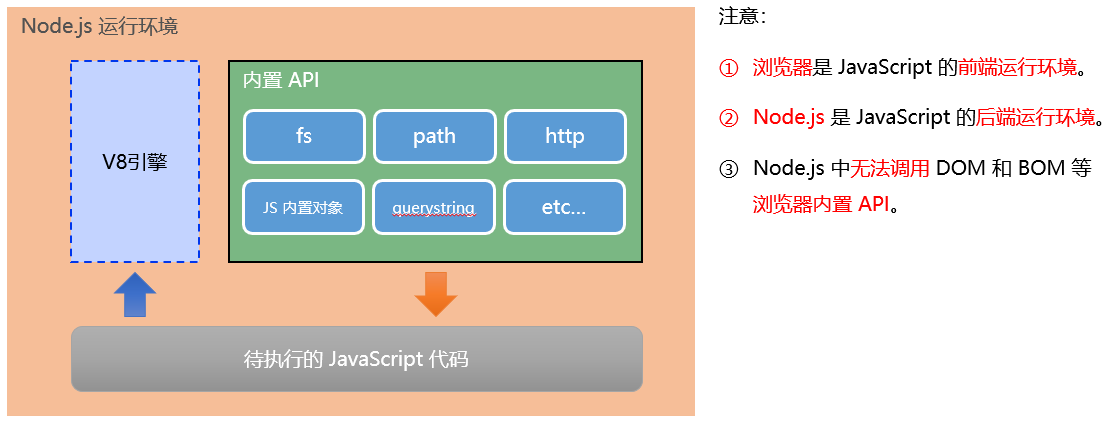 Node.js 运行环境
V8引擎
内置 API
fs
path
http
JS 内置对象
querystring
etc...
待执行的 JavaScript 代码
注意：
① 浏览器是 JavaScript 的前端运行环境。
② Node.js 是 JavaScript 的后端运行环境。
③ Node.js 中无法调用 DOM 和 BOM 等
浏览器内置 API。